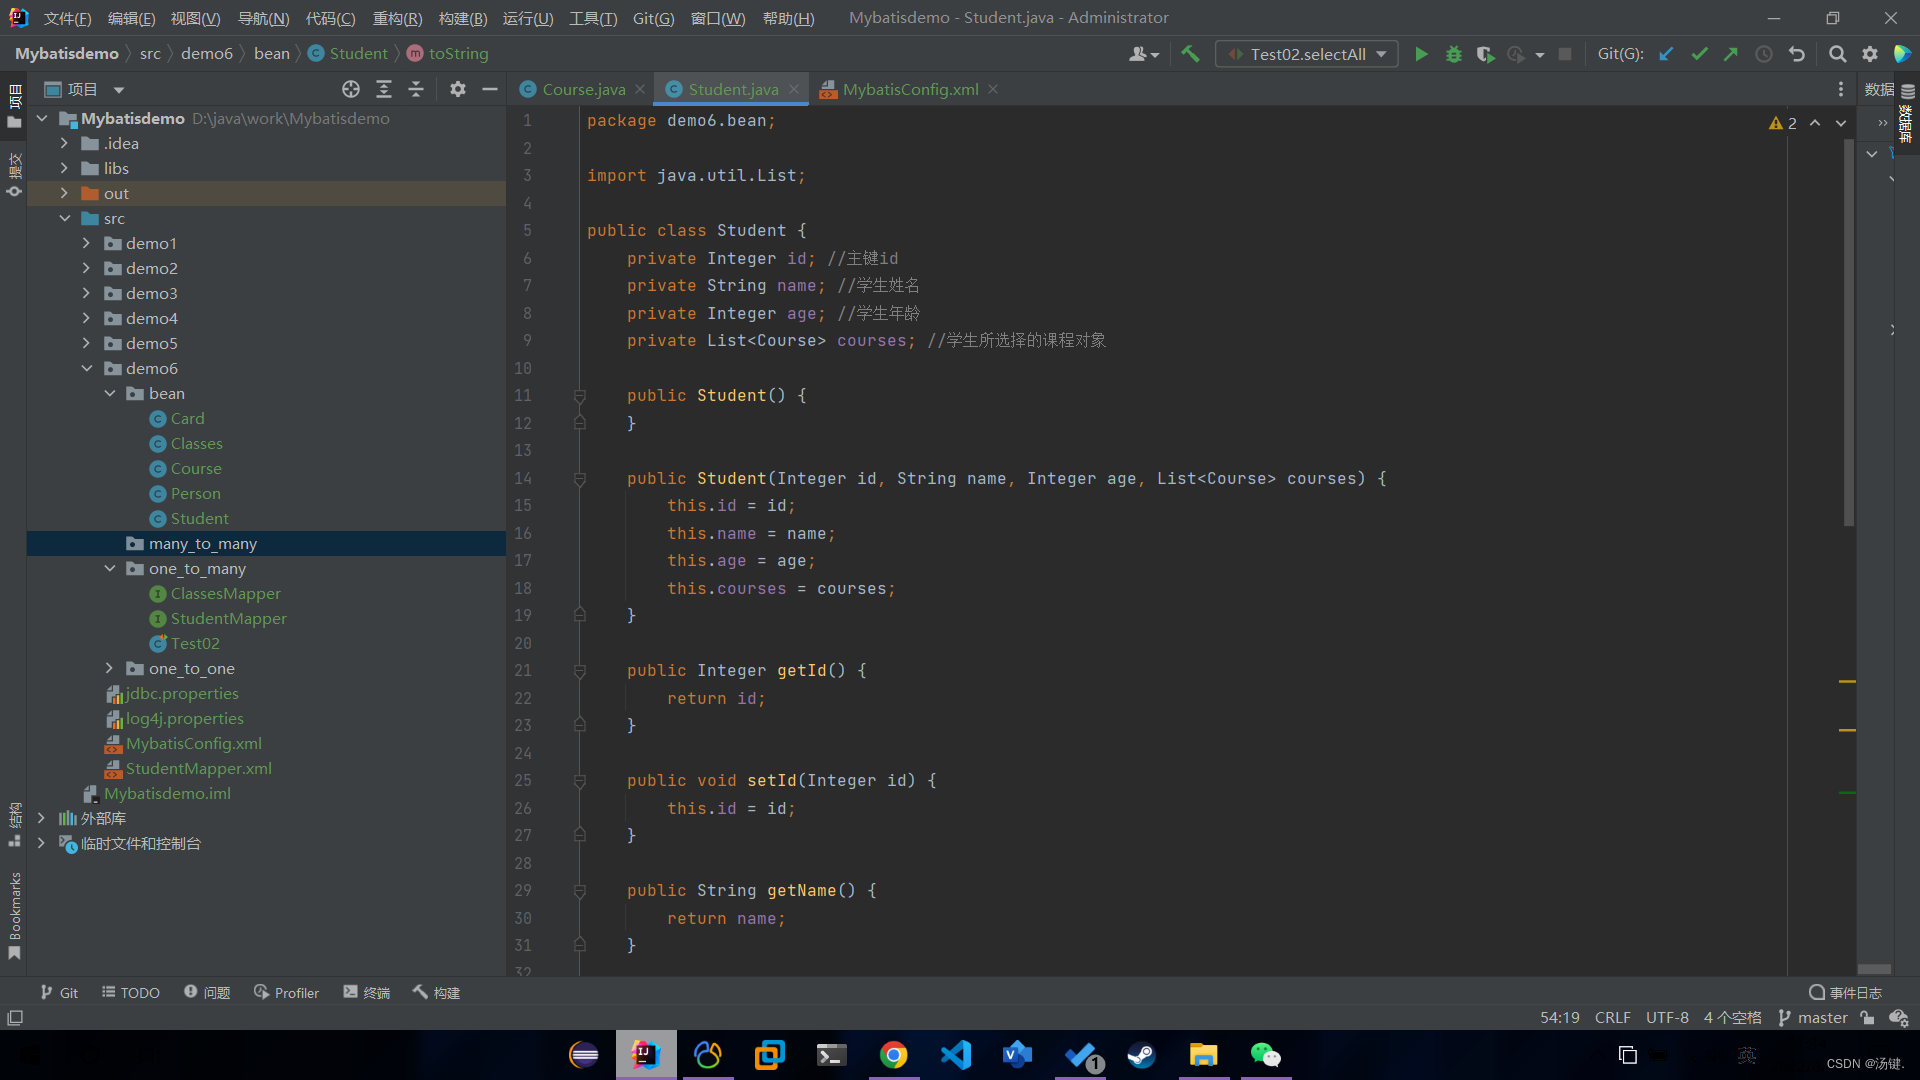 文件(F) 编辑(E) 视图(V) 导航(N) 代码(C) 重构(R) 构建(B) 运行(U) 工具(T) Git(G) 窗口(W) 帮助(H) Mybatisdemo - Student.java - Administrator
Mybatisdemo src demo6 bean Student toString Test02.selectAll Git(G):
项目 Course.java Student.java MybatisConfig.xml 数据
项目
提交
结构
Bookmarks
Mybatisdemo D:\java\work\Mybatisdemo
.idea
libs
out
src
demo1
demo2
demo3
demo4
demo5
demo6
bean
Card
Classes
Course
Person
Student
many_to_many
one_to_many
ClassesMapper
StudentMapper
Test02
one_to_one
jdbc.properties
log4j.properties
MybatisConfig.xml
StudentMapper.xml
Mybatisdemo.iml
外部库
临时文件和控制台
1 package demo6.bean;
2
3 import java.util.List;
4
5 public class Student {
6 private Integer id; //主键id
7 private String name; //学生姓名
8 private Integer age; //学生年龄
9 private List<Course> courses; //学生所选择的课程对象
10
11 public Student() {
12 }
13
14 public Student(Integer id, String name, Integer age, List<Course> courses) {
15 this.id = id;
16 this.name = name;
17 this.age = age;
18 this.courses = courses;
19 }
20
21 public Integer getId() {
22 return id;
23 }
24
25 public void setId(Integer id) {
26 this.id = id;
27 }
28
29 public String getName() {
30 return name;
31 }
32
2
数据库
Git TODO 问题 Profiler 终端 构建 事件日志
54:19 CRLF UTF-8 4 个空格 master
1
英
CSDN @汤键.